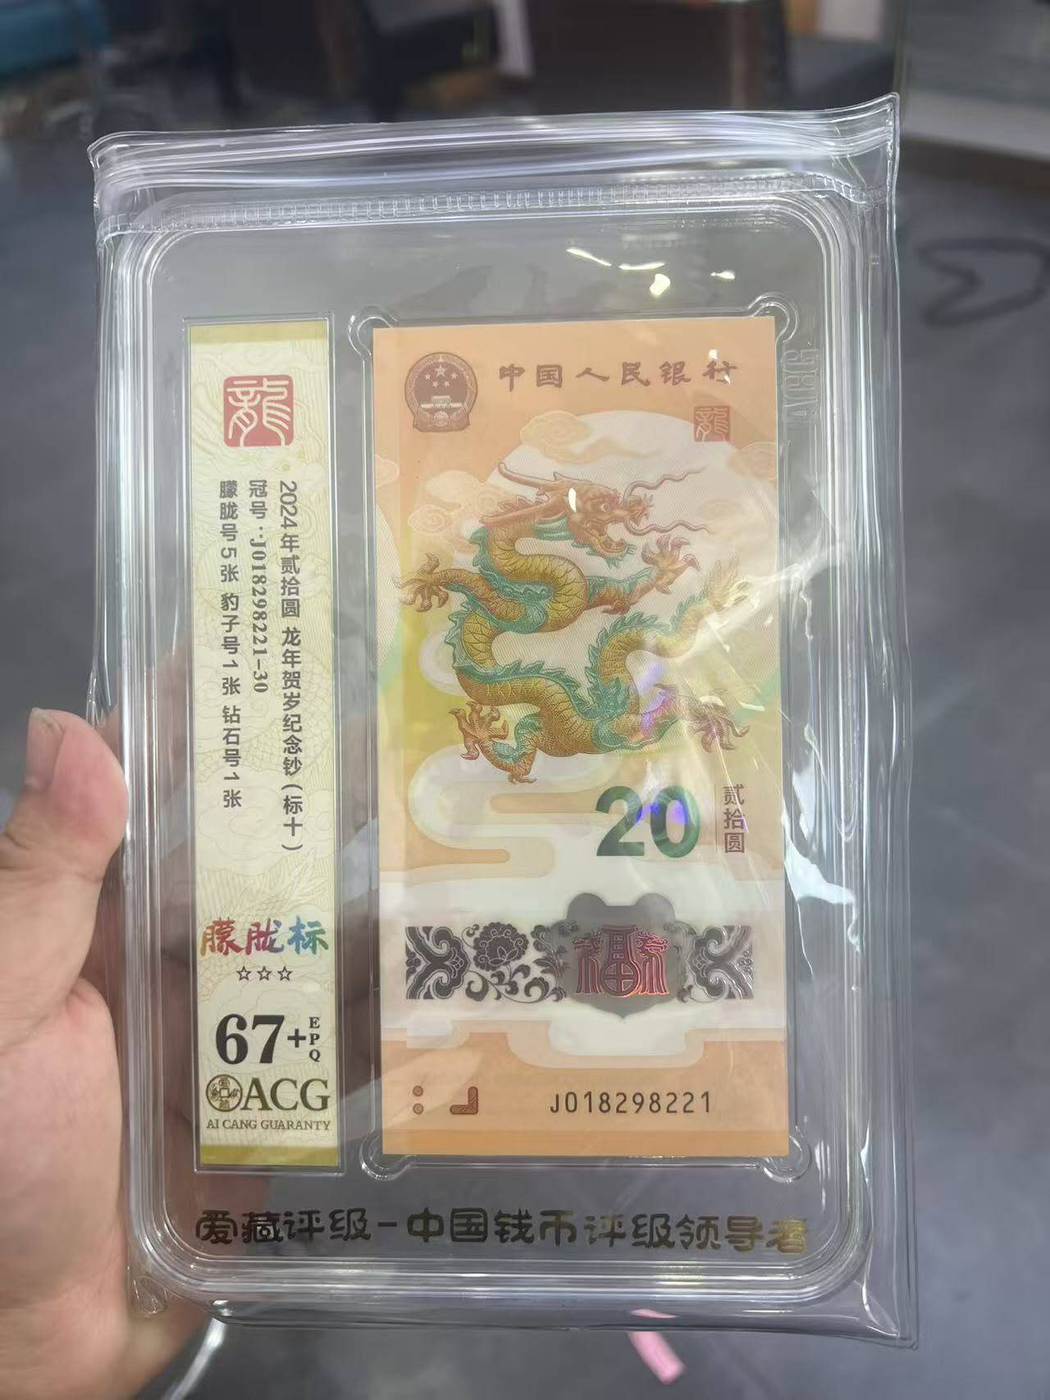 龍
2024年贰拾圆 龙年贺岁纪念钞(标十)
冠号:J018298221-30
朦胧号5张 豹子号1张 钻石号1张
朦胧标
☆☆☆
67+EPQ
ACG
AI CANG GUARANTY
中国人民银行
龍
20
贰拾圆
福
J018298221
爱藏评级-中国钱币评级领导者